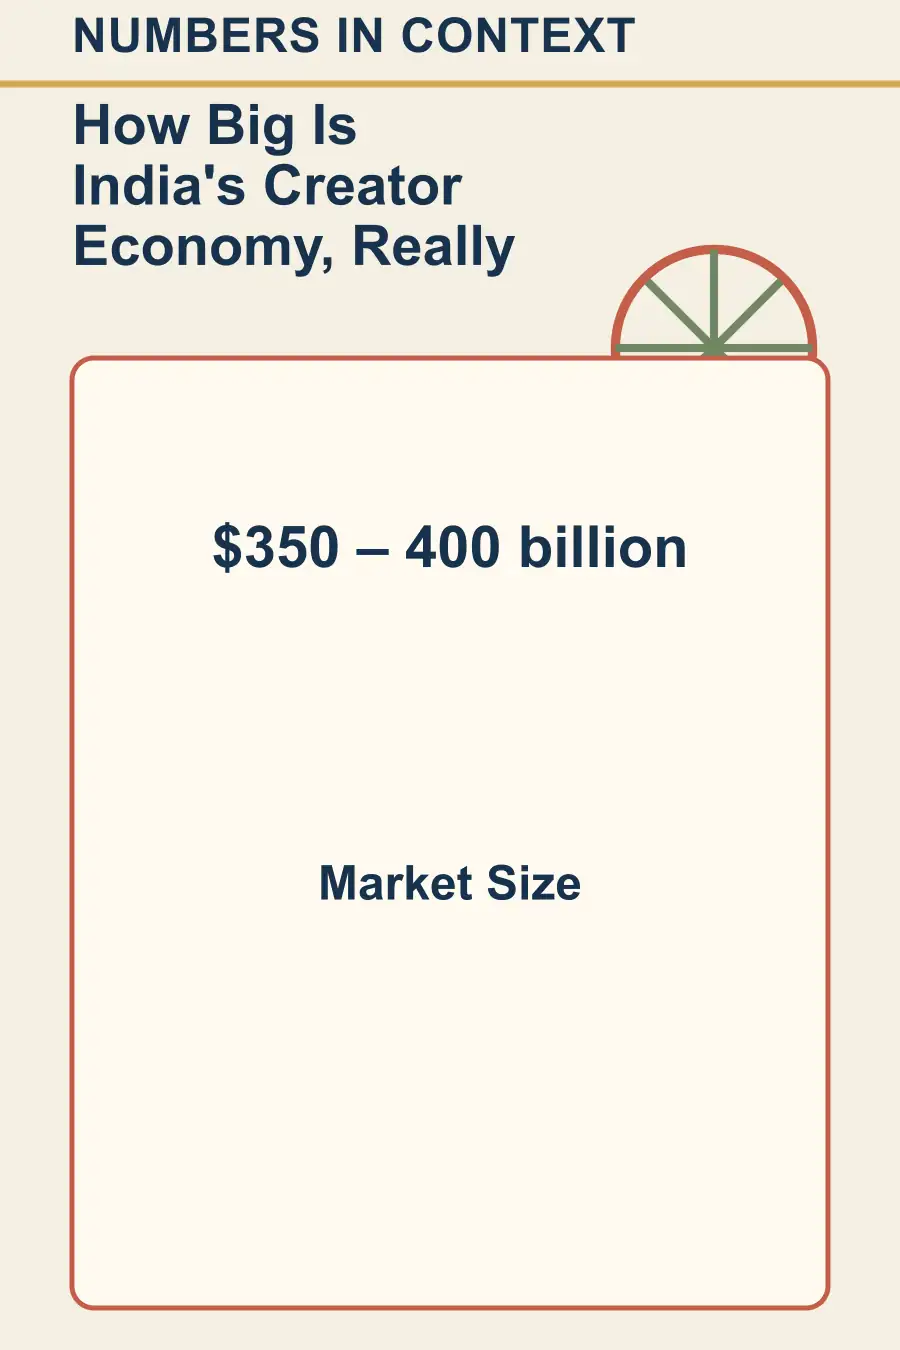 NUMBERS IN CONTEXT
How Big Is
India's Creator
Economy, Really
$350 – 400 billion
Market Size